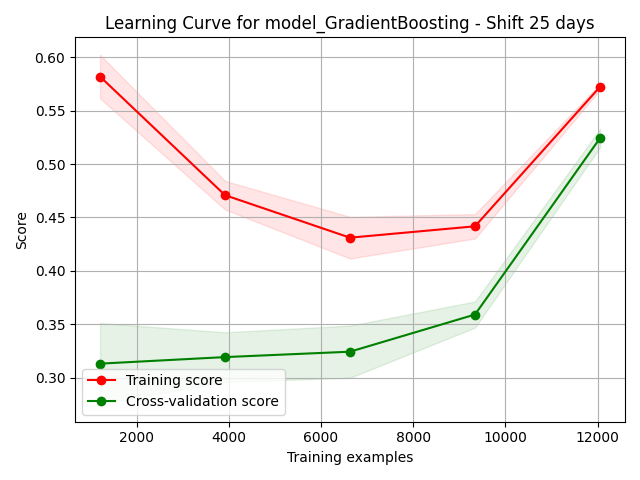 Learning Curve for model_GradientBoosting - Shift 25 days
0.60
0.55
0.50
0.45
0.40
0.35
0.30
Score
Training score
Cross-validation score
2000 4000 6000 8000 10000 12000
Training examples